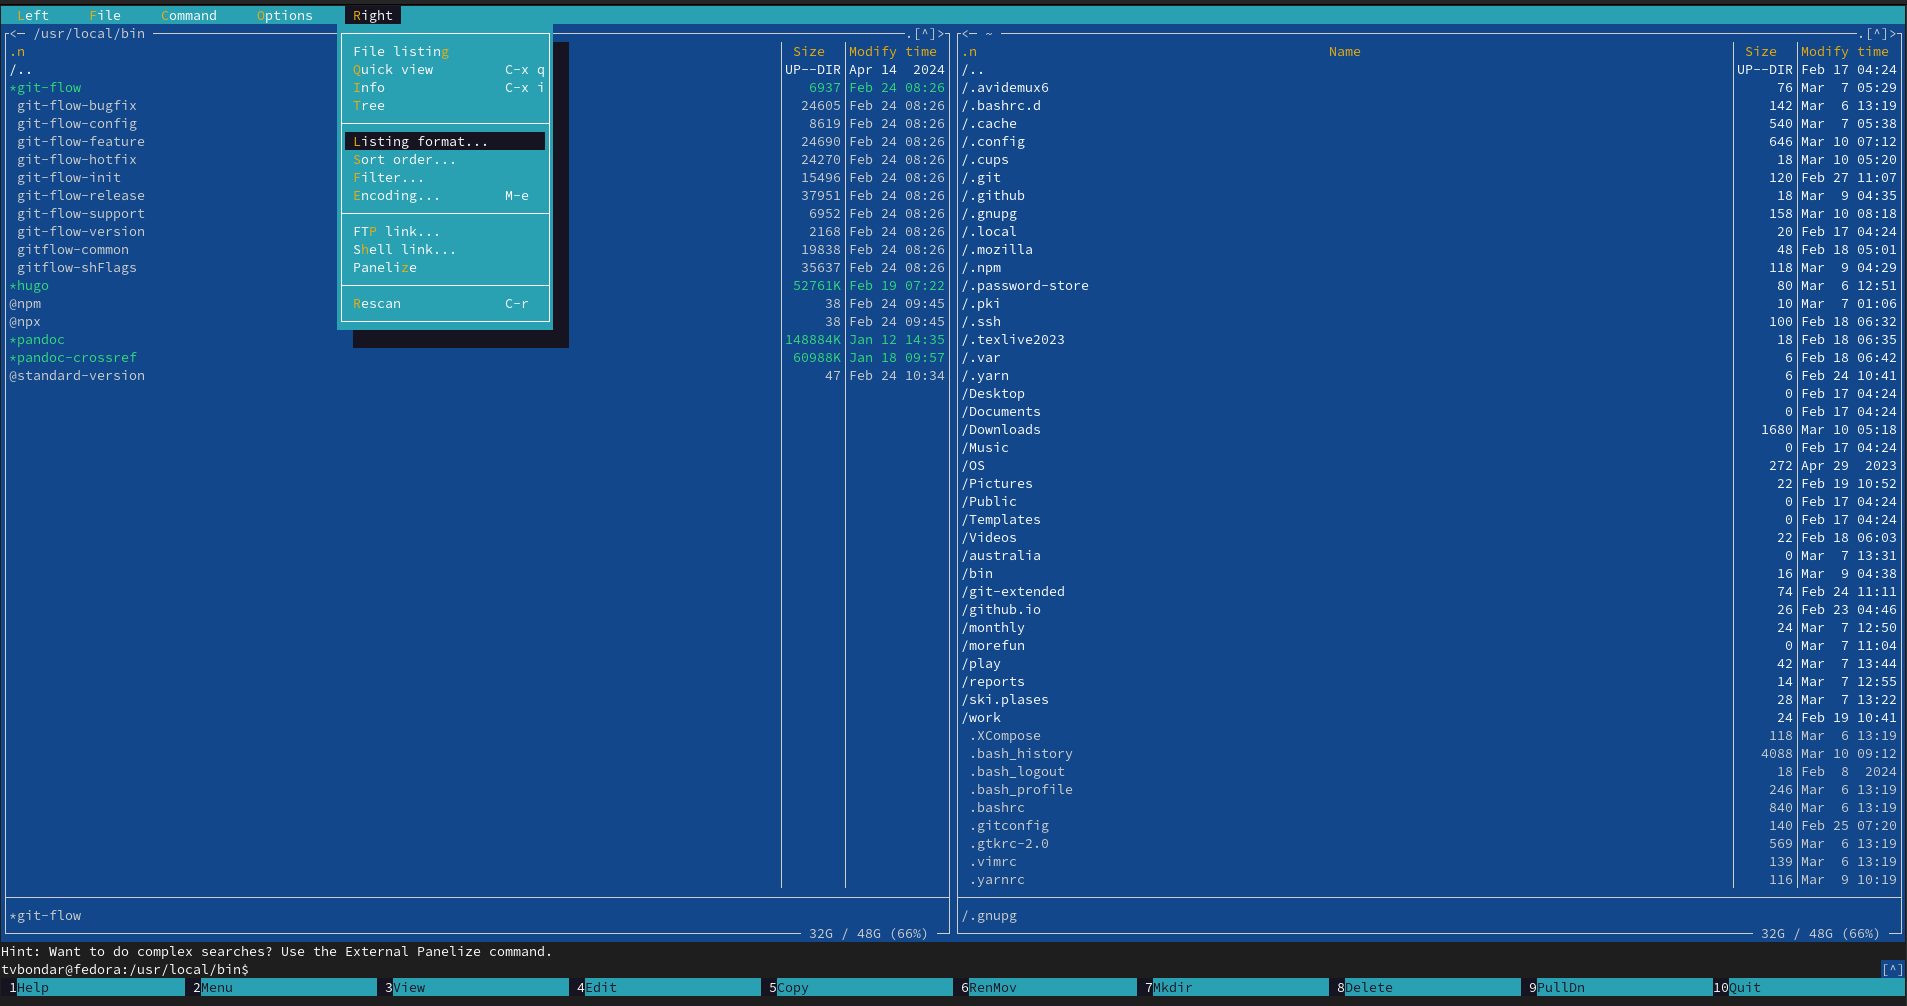 Left File Command Options Right
<─ /usr/local/bin .[^]> <─ ~ .[^]>
.n Size Modify time .n Name Size Modify time
/.. UP--DIR Apr 14 2024 /.. UP--DIR Feb 17 04:24
*git-flow 6937 Feb 24 08:26 /.avidemux6 76 Mar 7 05:29
git-flow-bugfix 24605 Feb 24 08:26 /.bashrc.d 142 Mar 6 13:19
git-flow-config 8619 Feb 24 08:26 /.cache 540 Mar 7 05:38
git-flow-feature 24690 Feb 24 08:26 /.config 646 Mar 10 07:12
git-flow-hotfix 24270 Feb 24 08:26 /.cups 18 Mar 10 05:20
git-flow-init 15496 Feb 24 08:26 /.git 120 Feb 27 11:07
git-flow-release 37951 Feb 24 08:26 /.github 18 Mar 9 04:35
git-flow-support 6952 Feb 24 08:26 /.gnupg 158 Mar 10 08:18
git-flow-version 2168 Feb 24 08:26 /.local 20 Feb 17 04:24
gitflow-common 19838 Feb 24 08:26 /.mozilla 48 Feb 18 05:01
gitflow-shFlags 35637 Feb 24 08:26 /.npm 118 Mar 9 04:29
*hugo 52761K Feb 19 07:22 /.password-store 80 Mar 6 12:51
@npm 38 Feb 24 09:45 /.pki 10 Mar 7 01:06
@npx 38 Feb 24 09:45 /.ssh 100 Feb 18 06:32
*pandoc 148884K Jan 12 14:35 /.texlive2023 18 Feb 18 06:35
*pandoc-crossref 60988K Jan 18 09:57 /.var 6 Feb 18 06:42
@standard-version 47 Feb 24 10:34 /.yarn 6 Feb 24 10:41
/Desktop 0 Feb 17 04:24
/Documents 0 Feb 17 04:24
/Downloads 1680 Mar 10 05:18
/Music 0 Feb 17 04:24
/OS 272 Apr 29 2023
/Pictures 22 Feb 19 10:52
/Public 0 Feb 17 04:24
/Templates 0 Feb 17 04:24
/Videos 22 Feb 18 06:03
/australia 0 Mar 7 13:31
/bin 16 Mar 9 04:38
/git-extended 74 Feb 24 11:11
/github.io 26 Feb 23 04:46
/monthly 24 Mar 7 12:50
/morefun 0 Mar 7 11:04
/play 42 Mar 7 13:44
/reports 14 Mar 7 12:55
/ski.plases 28 Mar 7 13:22
/work 24 Feb 19 10:41
.XCompose 118 Mar 6 13:19
.bash_history 4088 Mar 10 09:12
.bash_logout 18 Feb 8 2024
.bash_profile 246 Mar 6 13:19
.bashrc 840 Mar 6 13:19
.gitconfig 140 Feb 25 07:20
.gtkrc-2.0 569 Mar 6 13:19
.vimrc 139 Mar 6 13:19
.yarnrc 116 Mar 9 10:19
File listing
Quick view C-x q
Info C-x i
Tree
Listing format...
Sort order...
Filter...
Encoding... M-e
FTP link...
Shell link...
Panelize
Rescan C-r
*git-flow /.gnupg
32G / 48G (66%) 32G / 48G (66%)
Hint: Want to do complex searches? Use the External Panelize command.
tvbondar@fedora:/usr/local/bin$ [^]
1Help 2Menu 3View 4Edit 5Copy 6RenMov 7Mkdir 8Delete 9PullDn 10Quit